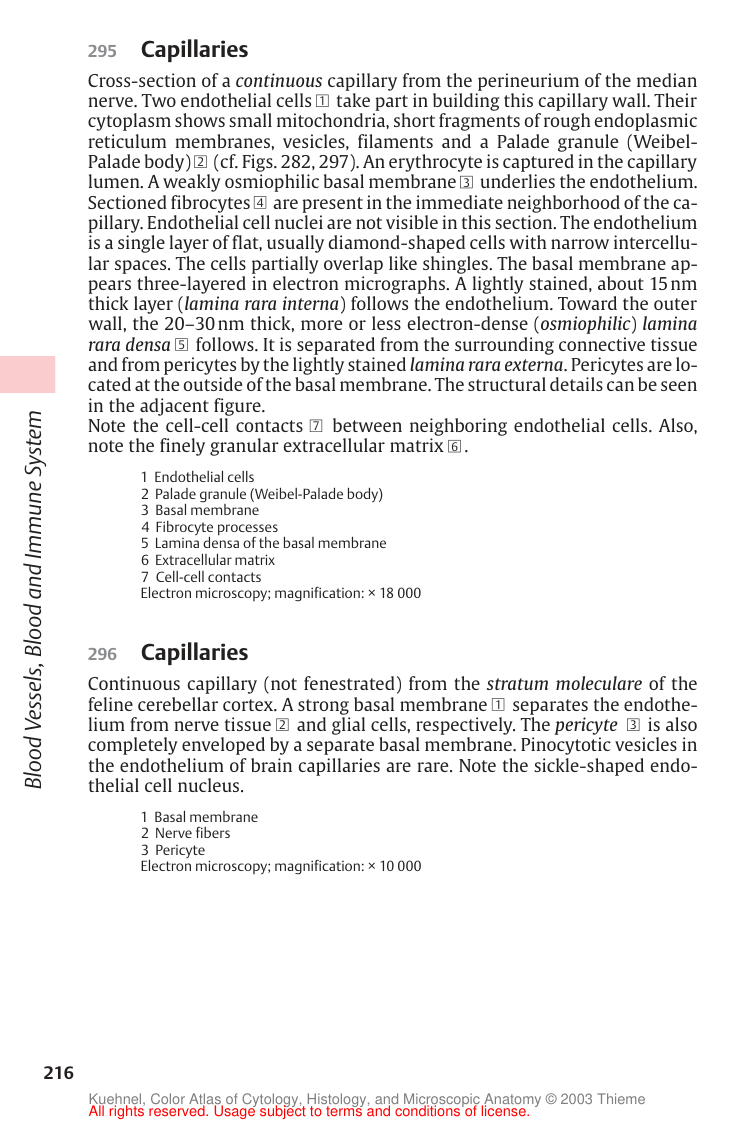 295 Capillaries
Cross-section of a continuous capillary from the perineurium of the median
nerve. Two endothelial cells 1 take part in building this capillary wall. Their
cytoplasm shows small mitochondria, short fragments of rough endoplasmic
reticulum membranes, vesicles, filaments and a Palade granule (Weibel-
Palade body) 2 (cf. Figs. 282, 297). An erythrocyte is captured in the capillary
lumen. A weakly osmiophilic basal membrane 3 underlies the endothelium.
Sectioned fibrocytes 4 are present in the immediate neighborhood of the ca-
pillary. Endothelial cell nuclei are not visible in this section. The endothelium
is a single layer of flat, usually diamond-shaped cells with narrow intercellu-
lar spaces. The cells partially overlap like shingles. The basal membrane ap-
pears three-layered in electron micrographs. A lightly stained, about 15 nm
thick layer (lamina rara interna) follows the endothelium. Toward the outer
wall, the 20–30 nm thick, more or less electron-dense (osmiophilic) lamina
rara densa 5 follows. It is separated from the surrounding connective tissue
and from pericytes by the lightly stained lamina rara externa. Pericytes are lo-
cated at the outside of the basal membrane. The structural details can be seen
in the adjacent figure.
Note the cell-cell contacts 7 between neighboring endothelial cells. Also,
note the finely granular extracellular matrix 6.
1 Endothelial cells
2 Palade granule (Weibel-Palade body)
3 Basal membrane
4 Fibrocyte processes
5 Lamina densa of the basal membrane
6 Extracellular matrix
7 Cell-cell contacts
Electron microscopy; magnification: × 18 000
296 Capillaries
Continuous capillary (not fenestrated) from the stratum moleculare of the
feline cerebellar cortex. A strong basal membrane 1 separates the endothe-
lium from nerve tissue 2 and glial cells, respectively. The pericyte 3 is also
completely enveloped by a separate basal membrane. Pinocytotic vesicles in
the endothelium of brain capillaries are rare. Note the sickle-shaped endo-
thelial cell nucleus.
1 Basal membrane
2 Nerve fibers
3 Pericyte
Electron microscopy; magnification: × 10 000
Blood Vessels, Blood and Immune System
216
Kuehnel, Color Atlas of Cytology, Histology, and Microscopic Anatomy © 2003 Thieme
All rights reserved. Usage subject to terms and conditions of license.